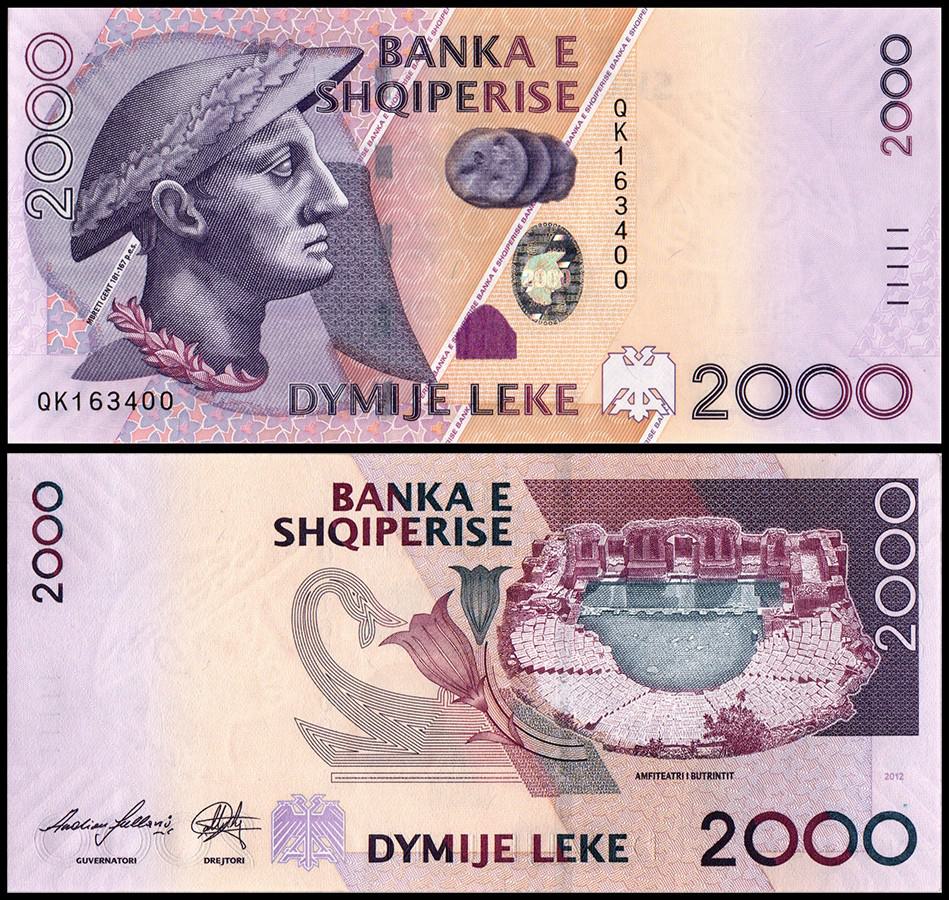 2000
BANKA E
SHQIPERISE
QK163400
2000
MBRETI GENT 181-167 p.e.s.
2000
QK163400
DYMIJE LEKE
2000
2000
BANKA E
SHQIPERISE
2000
AMFITEATRI I BUTRINTIT
2012
GUVERNATORI
DREJTORI
DYMIJE LEKE
2000